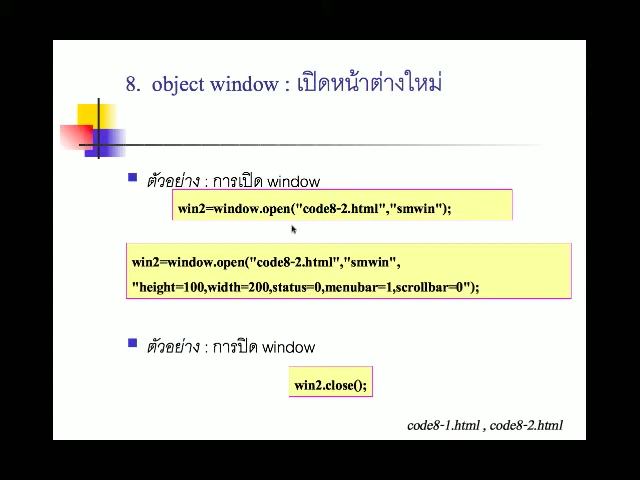 8. object window : เปิดหน้าต่างใหม่
ตัวอย่าง : การเปิด window
win2=window.open("code8-2.html","smwin");
win2=window.open("code8-2.html","smwin",
"height=100,width=200,status=0,menubar=1,scrollbar=0");
ตัวอย่าง : การปิด window
win2.close();
code8-1.html , code8-2.html